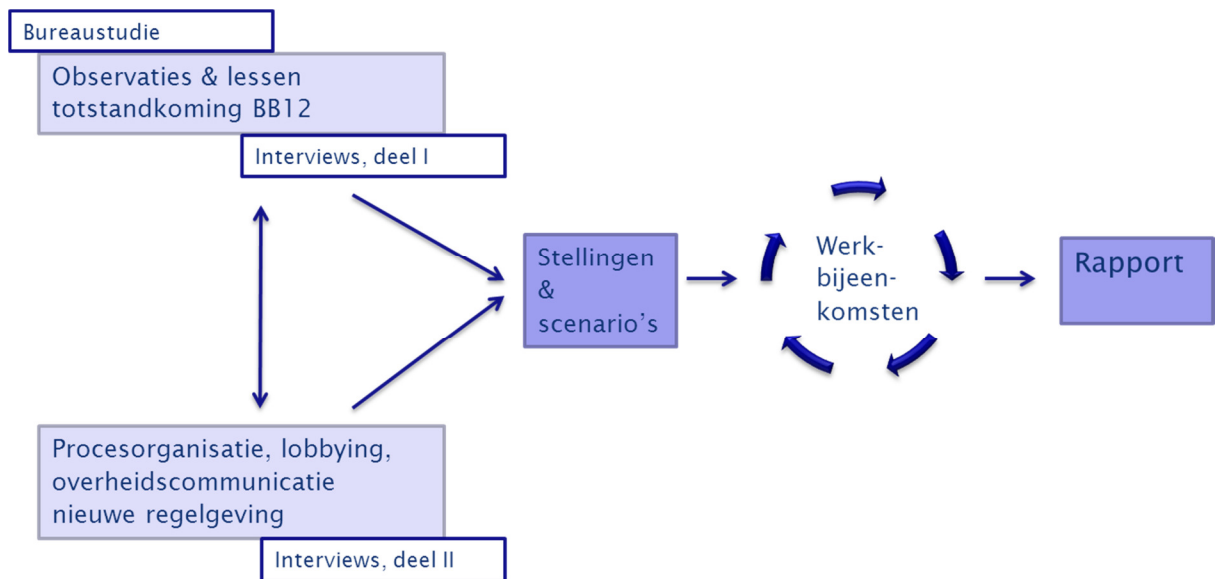 Bureaustudie
Observaties & lessen
totstandkoming BB12
Interviews, deel I
Procesorganisatie, lobbying,
overheidscommunicatie
nieuwe regelgeving
Interviews, deel II
Stellingen
&
scenario’s
Werk-
bijeen-
komsten
Rapport